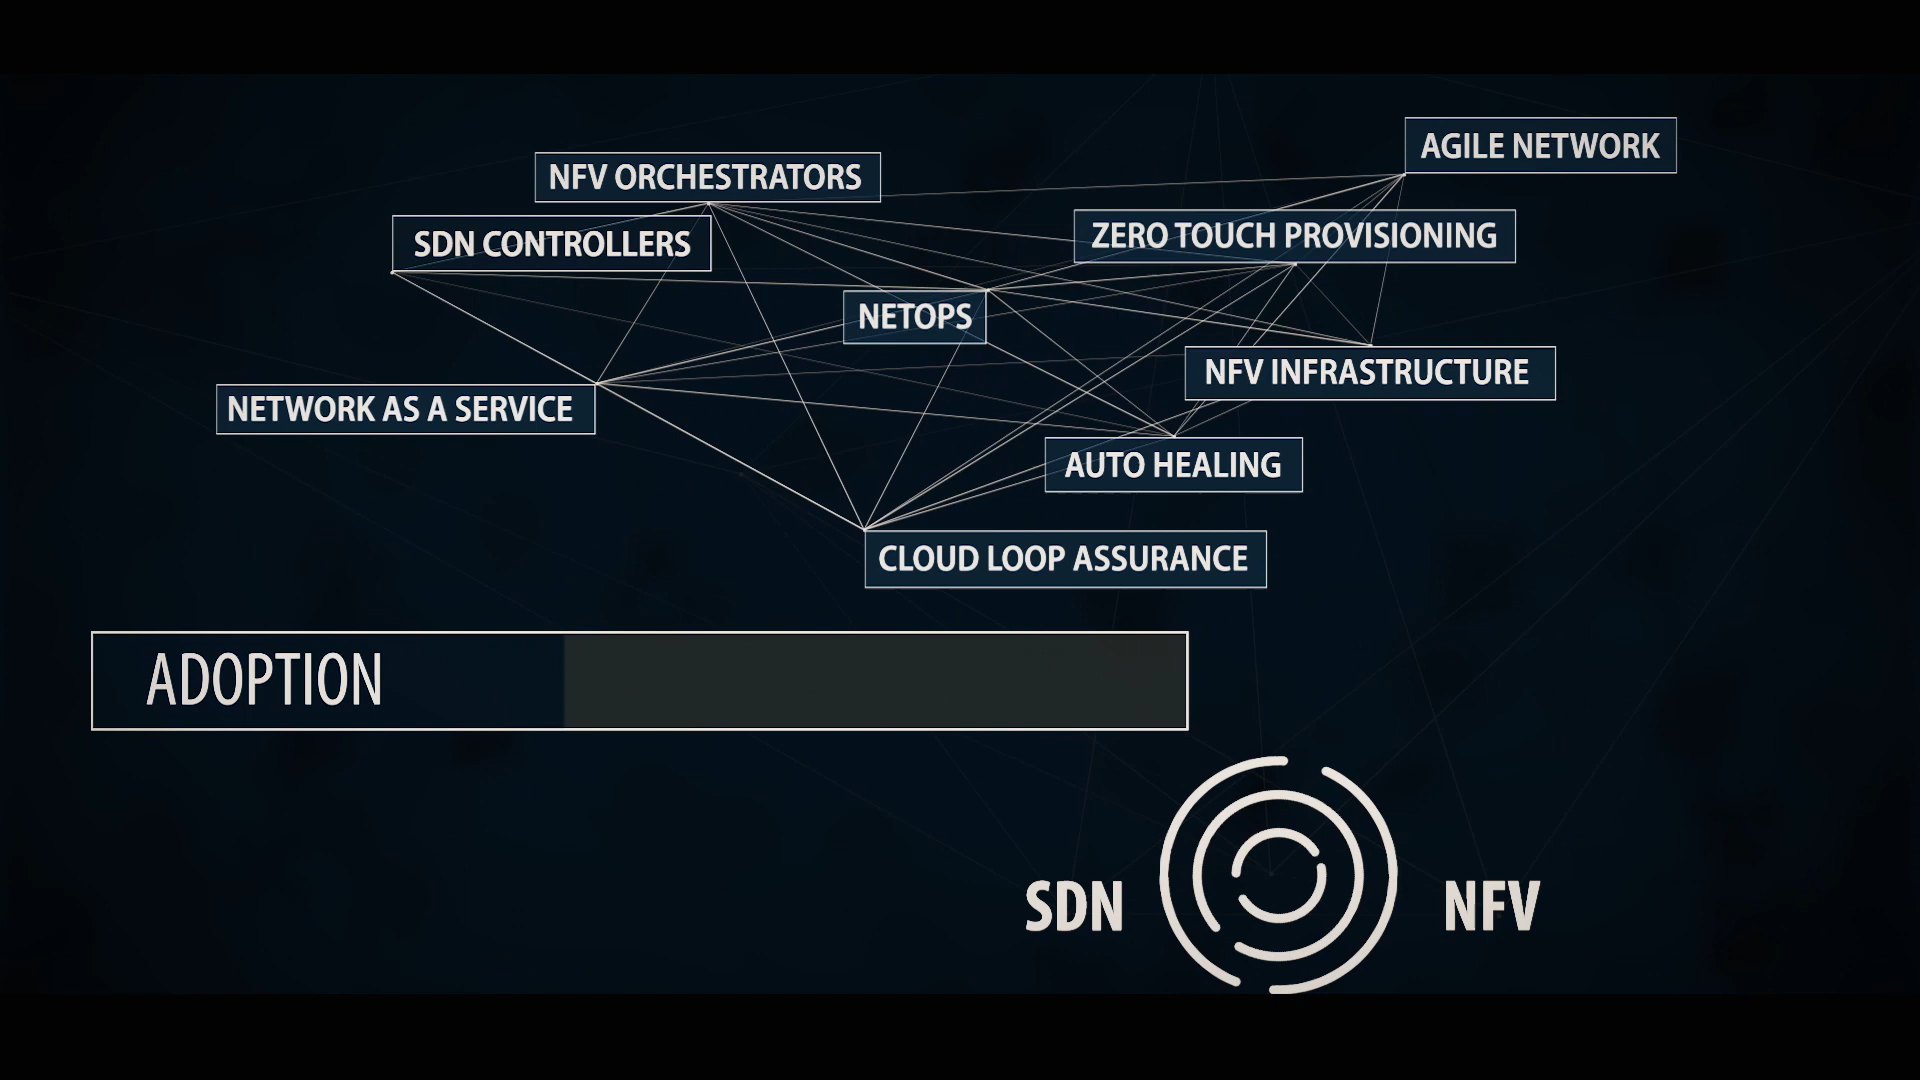 AGILE NETWORK
NFV ORCHESTRATORS
ZERO TOUCH PROVISIONING
SDN CONTROLLERS
NETOPS
NFV INFRASTRUCTURE
NETWORK AS A SERVICE
AUTO HEALING
CLOUD LOOP ASSURANCE
ADOPTION
SDN
NFV